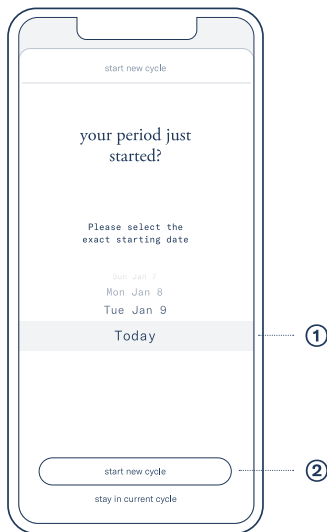 start new cycle
your period just
started?
Please select the
exact starting date
Sun Jan 7
Mon Jan 8
Tue Jan 9
Today
1
start new cycle
2
stay in current cycle